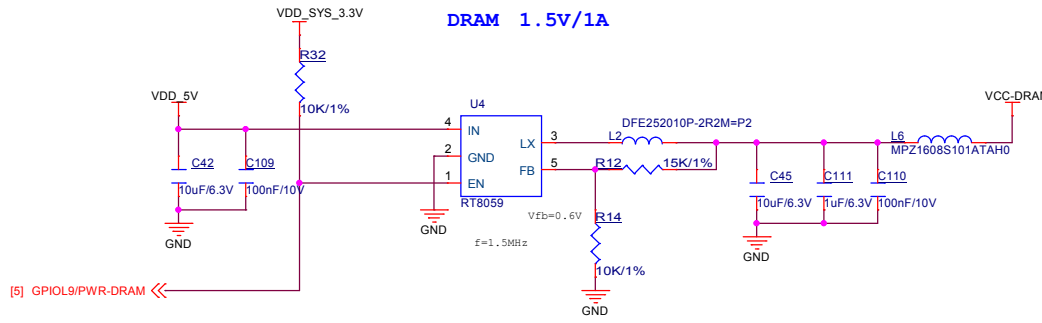 DRAM 1.5V/1A
VDD_SYS_3.3V
R32
10K/1%
VDD_5V
C42
10uF/6.3V
C109
100nF/10V
GND
U4
4 IN
2 GND
1 EN
LX 3
FB 5
RT8059
GND
Vfb=0.6V
f=1.5MHz
DFE252010P-2R2M=P2
L2
R12 15K/1%
R14
10K/1%
GND
C45
10uF/6.3V
C111
1uF/6.3V
C110
100nF/10V
GND
L6
MPZ1608S101ATAH0
VCC-DRAM
[5] GPIOL9/PWR-DRAM